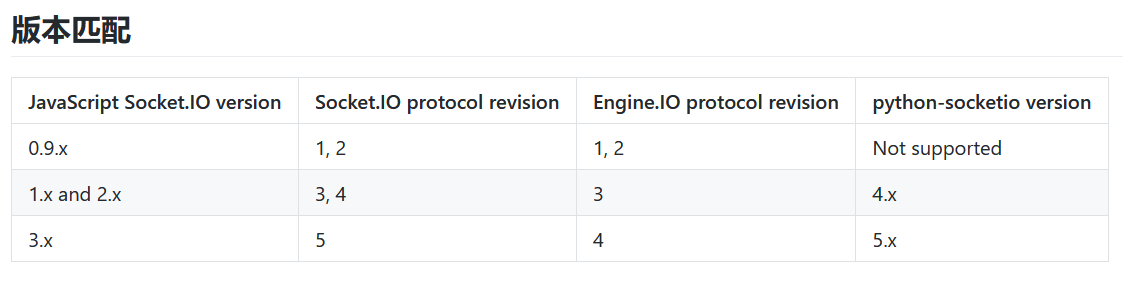 版本匹配
JavaScript Socket.IO version Socket.IO protocol revision Engine.IO protocol revision python-socketio version
0.9.x 1, 2 1, 2 Not supported
1.x and 2.x 3, 4 3 4.x
3.x 5 4 5.x